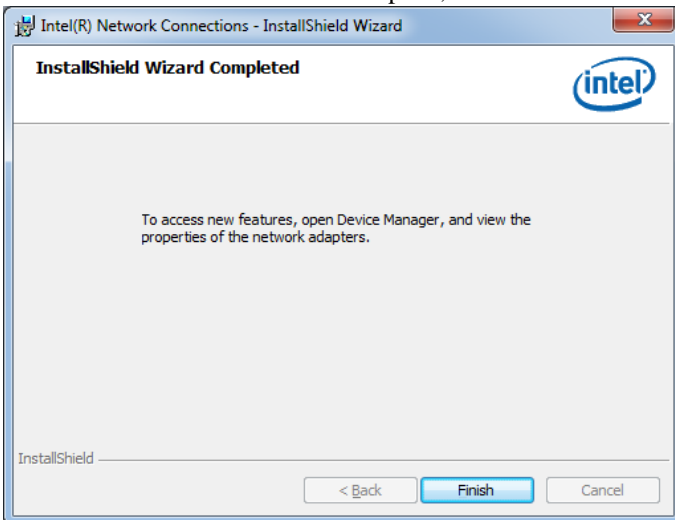 Intel(R) Network Connections - InstallShield Wizard
InstallShield Wizard Completed
intel
To access new features, open Device Manager, and view the
properties of the network adapters.
InstallShield
< Back
Finish
Cancel